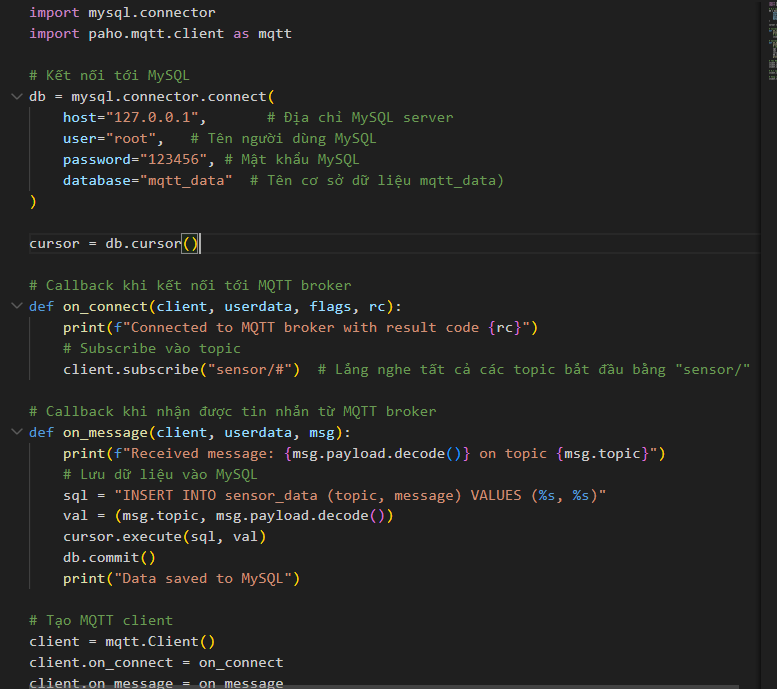 import mysql.connector
import paho.mqtt.client as mqtt
# Kết nối tới MySQL
db = mysql.connector.connect(
host="127.0.0.1", # Địa chỉ MySQL server
user="root", # Tên người dùng MySQL
password="123456", # Mật khẩu MySQL
database="mqtt_data" # Tên cơ sở dữ liệu mqtt_data)
)
cursor = db.cursor()
# Callback khi kết nối tới MQTT broker
def on_connect(client, userdata, flags, rc):
print(f"Connected to MQTT broker with result code {rc}")
# Subscribe vào topic
client.subscribe("sensor/#") # Lắng nghe tất cả các topic bắt đầu bằng "sensor/"
# Callback khi nhận được tin nhắn từ MQTT broker
def on_message(client, userdata, msg):
print(f"Received message: {msg.payload.decode()} on topic {msg.topic}")
# Lưu dữ liệu vào MySQL
sql = "INSERT INTO sensor_data (topic, message) VALUES (%s, %s)"
val = (msg.topic, msg.payload.decode())
cursor.execute(sql, val)
db.commit()
print("Data saved to MySQL")
# Tạo MQTT client
client = mqtt.Client()
client.on_connect = on_connect
client.on_message = on_message